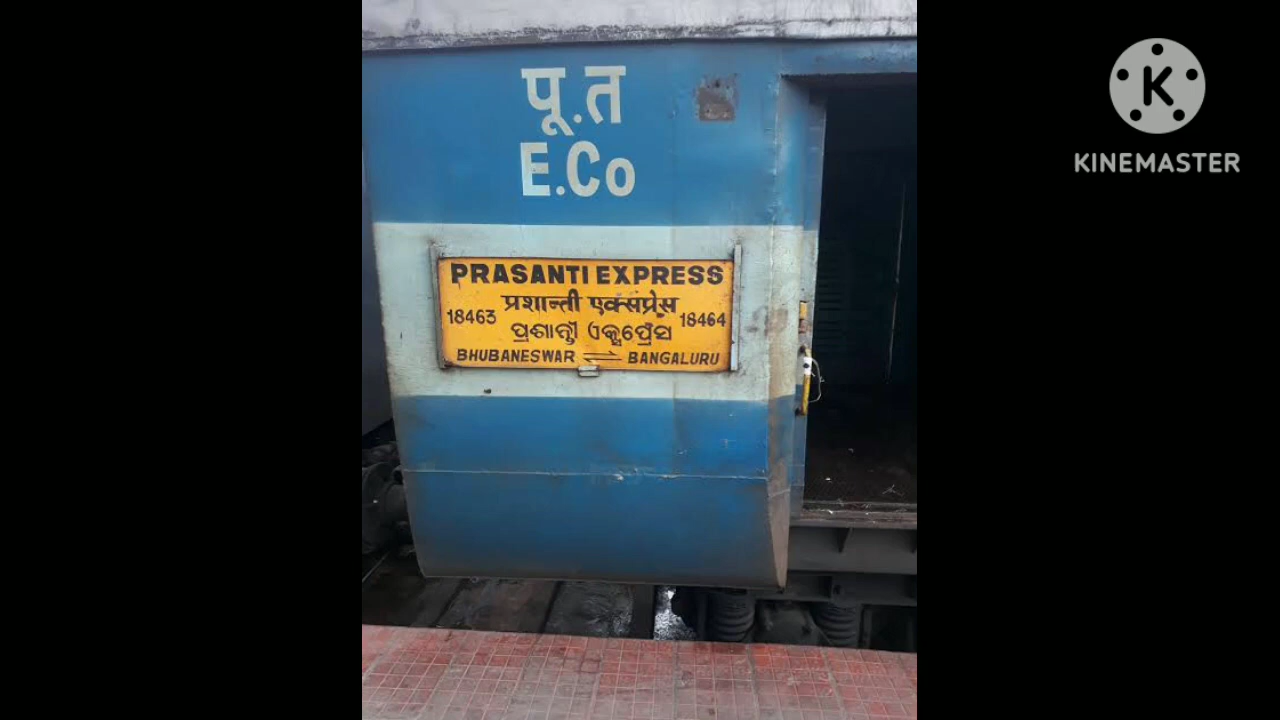 पू.त
E.Co
PRASANTI EXPRESS
प्रशान्ती एक्सप्रेस
18463 18464
ପ୍ରଶାନ୍ତୀ ଏକ୍ସପ୍ରେସ
BHUBANESWAR ⇌ BANGALURU
K
KINEMASTER